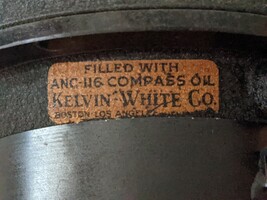 FILLED WITH
ANC-116 COMPASS OIL
KELVIN-WHITE CO.
BOSTON LOS ANGELES